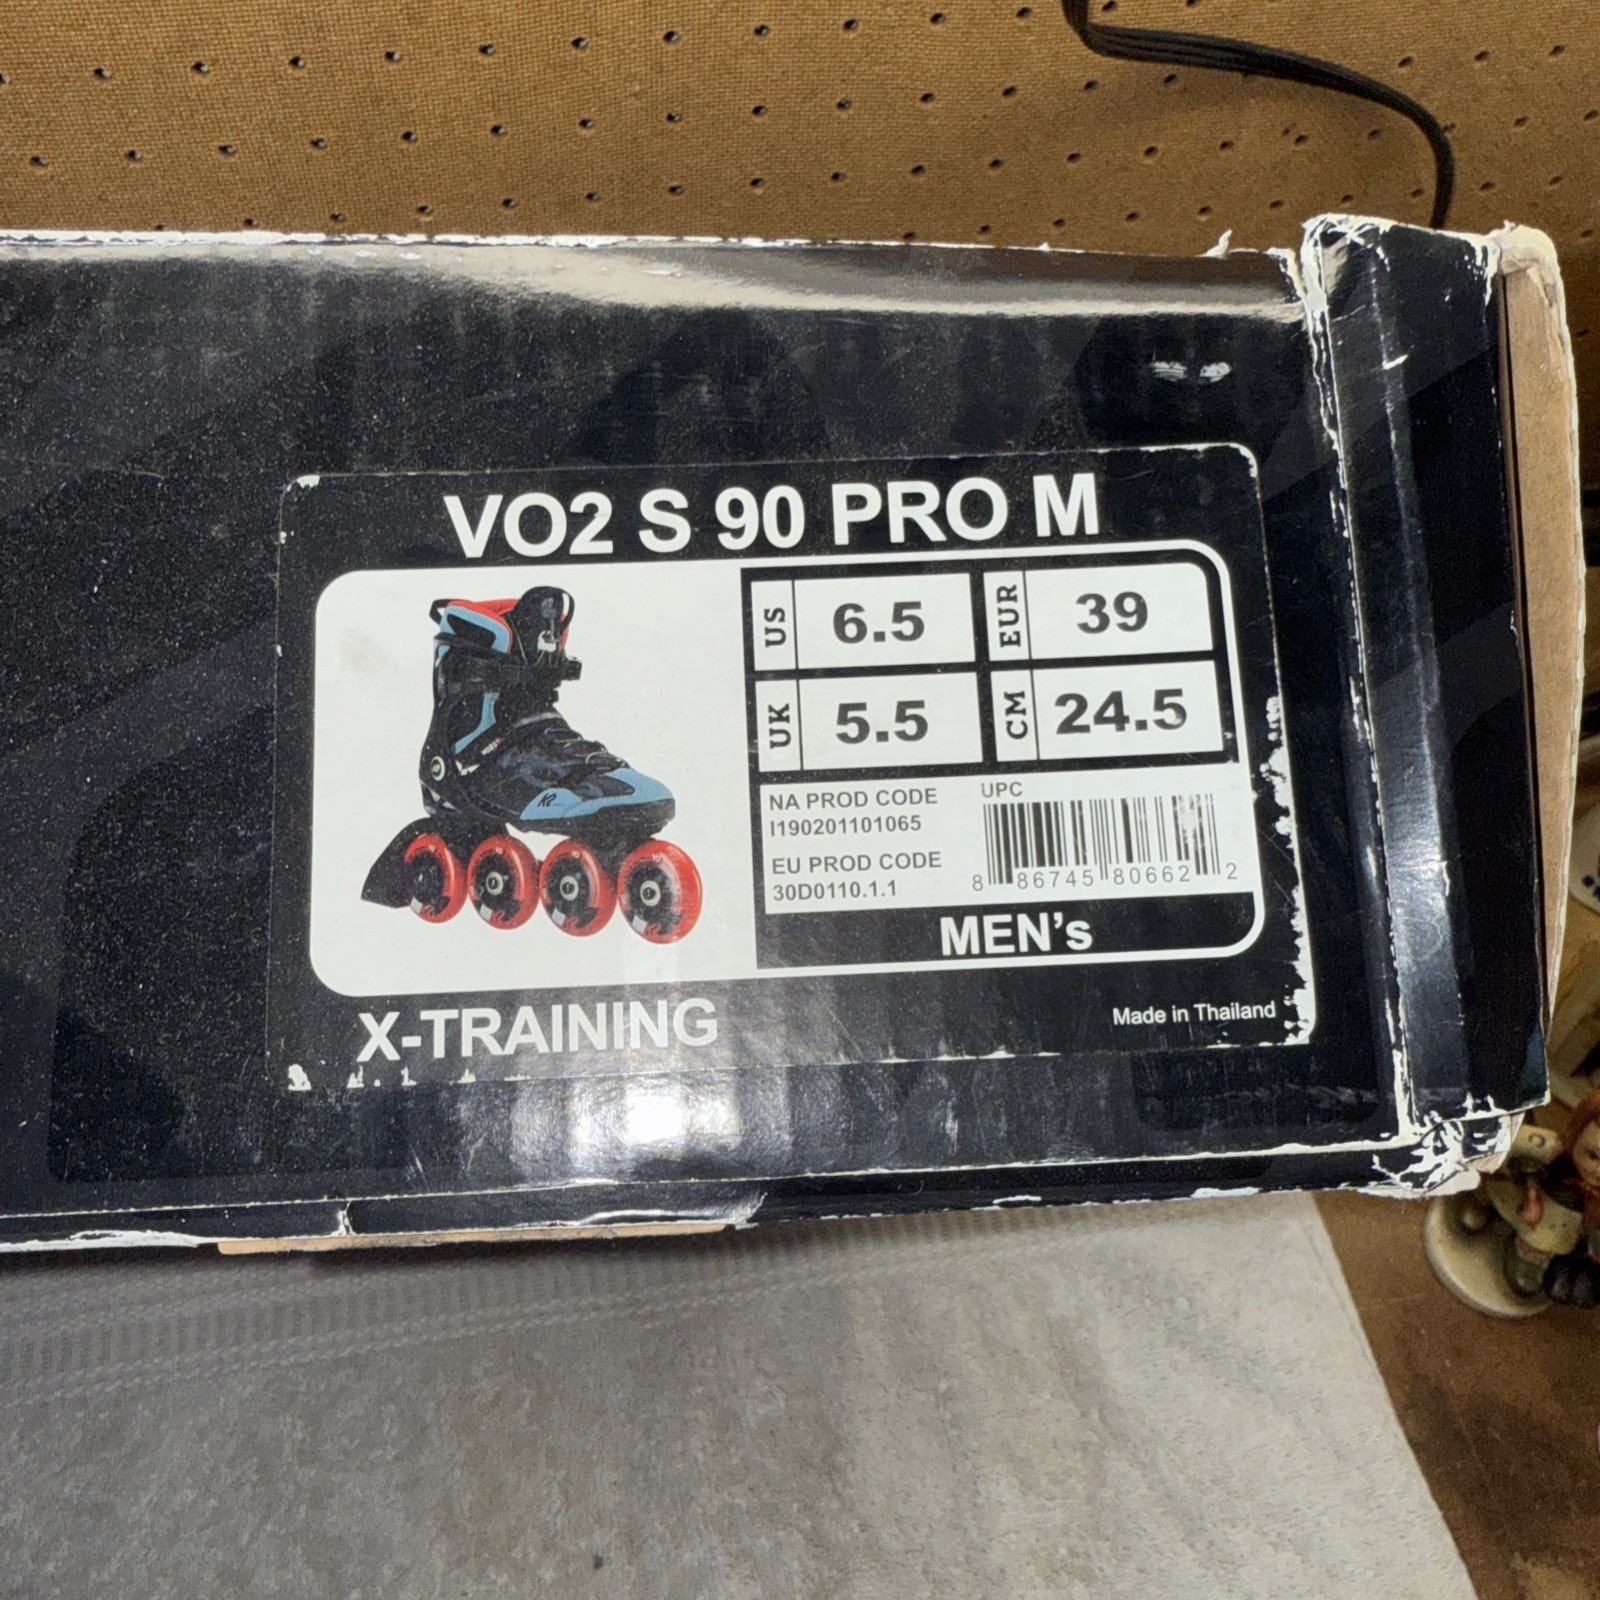 VO2 S 90 PRO M
US 6.5 EUR 39
UK 5.5 CM 24.5
NA PROD CODE
I190201101065
EU PROD CODE
30D0110.1.1
UPC
8 86745 80662 2
MEN's
K2
X-TRAINING
Made in Thailand